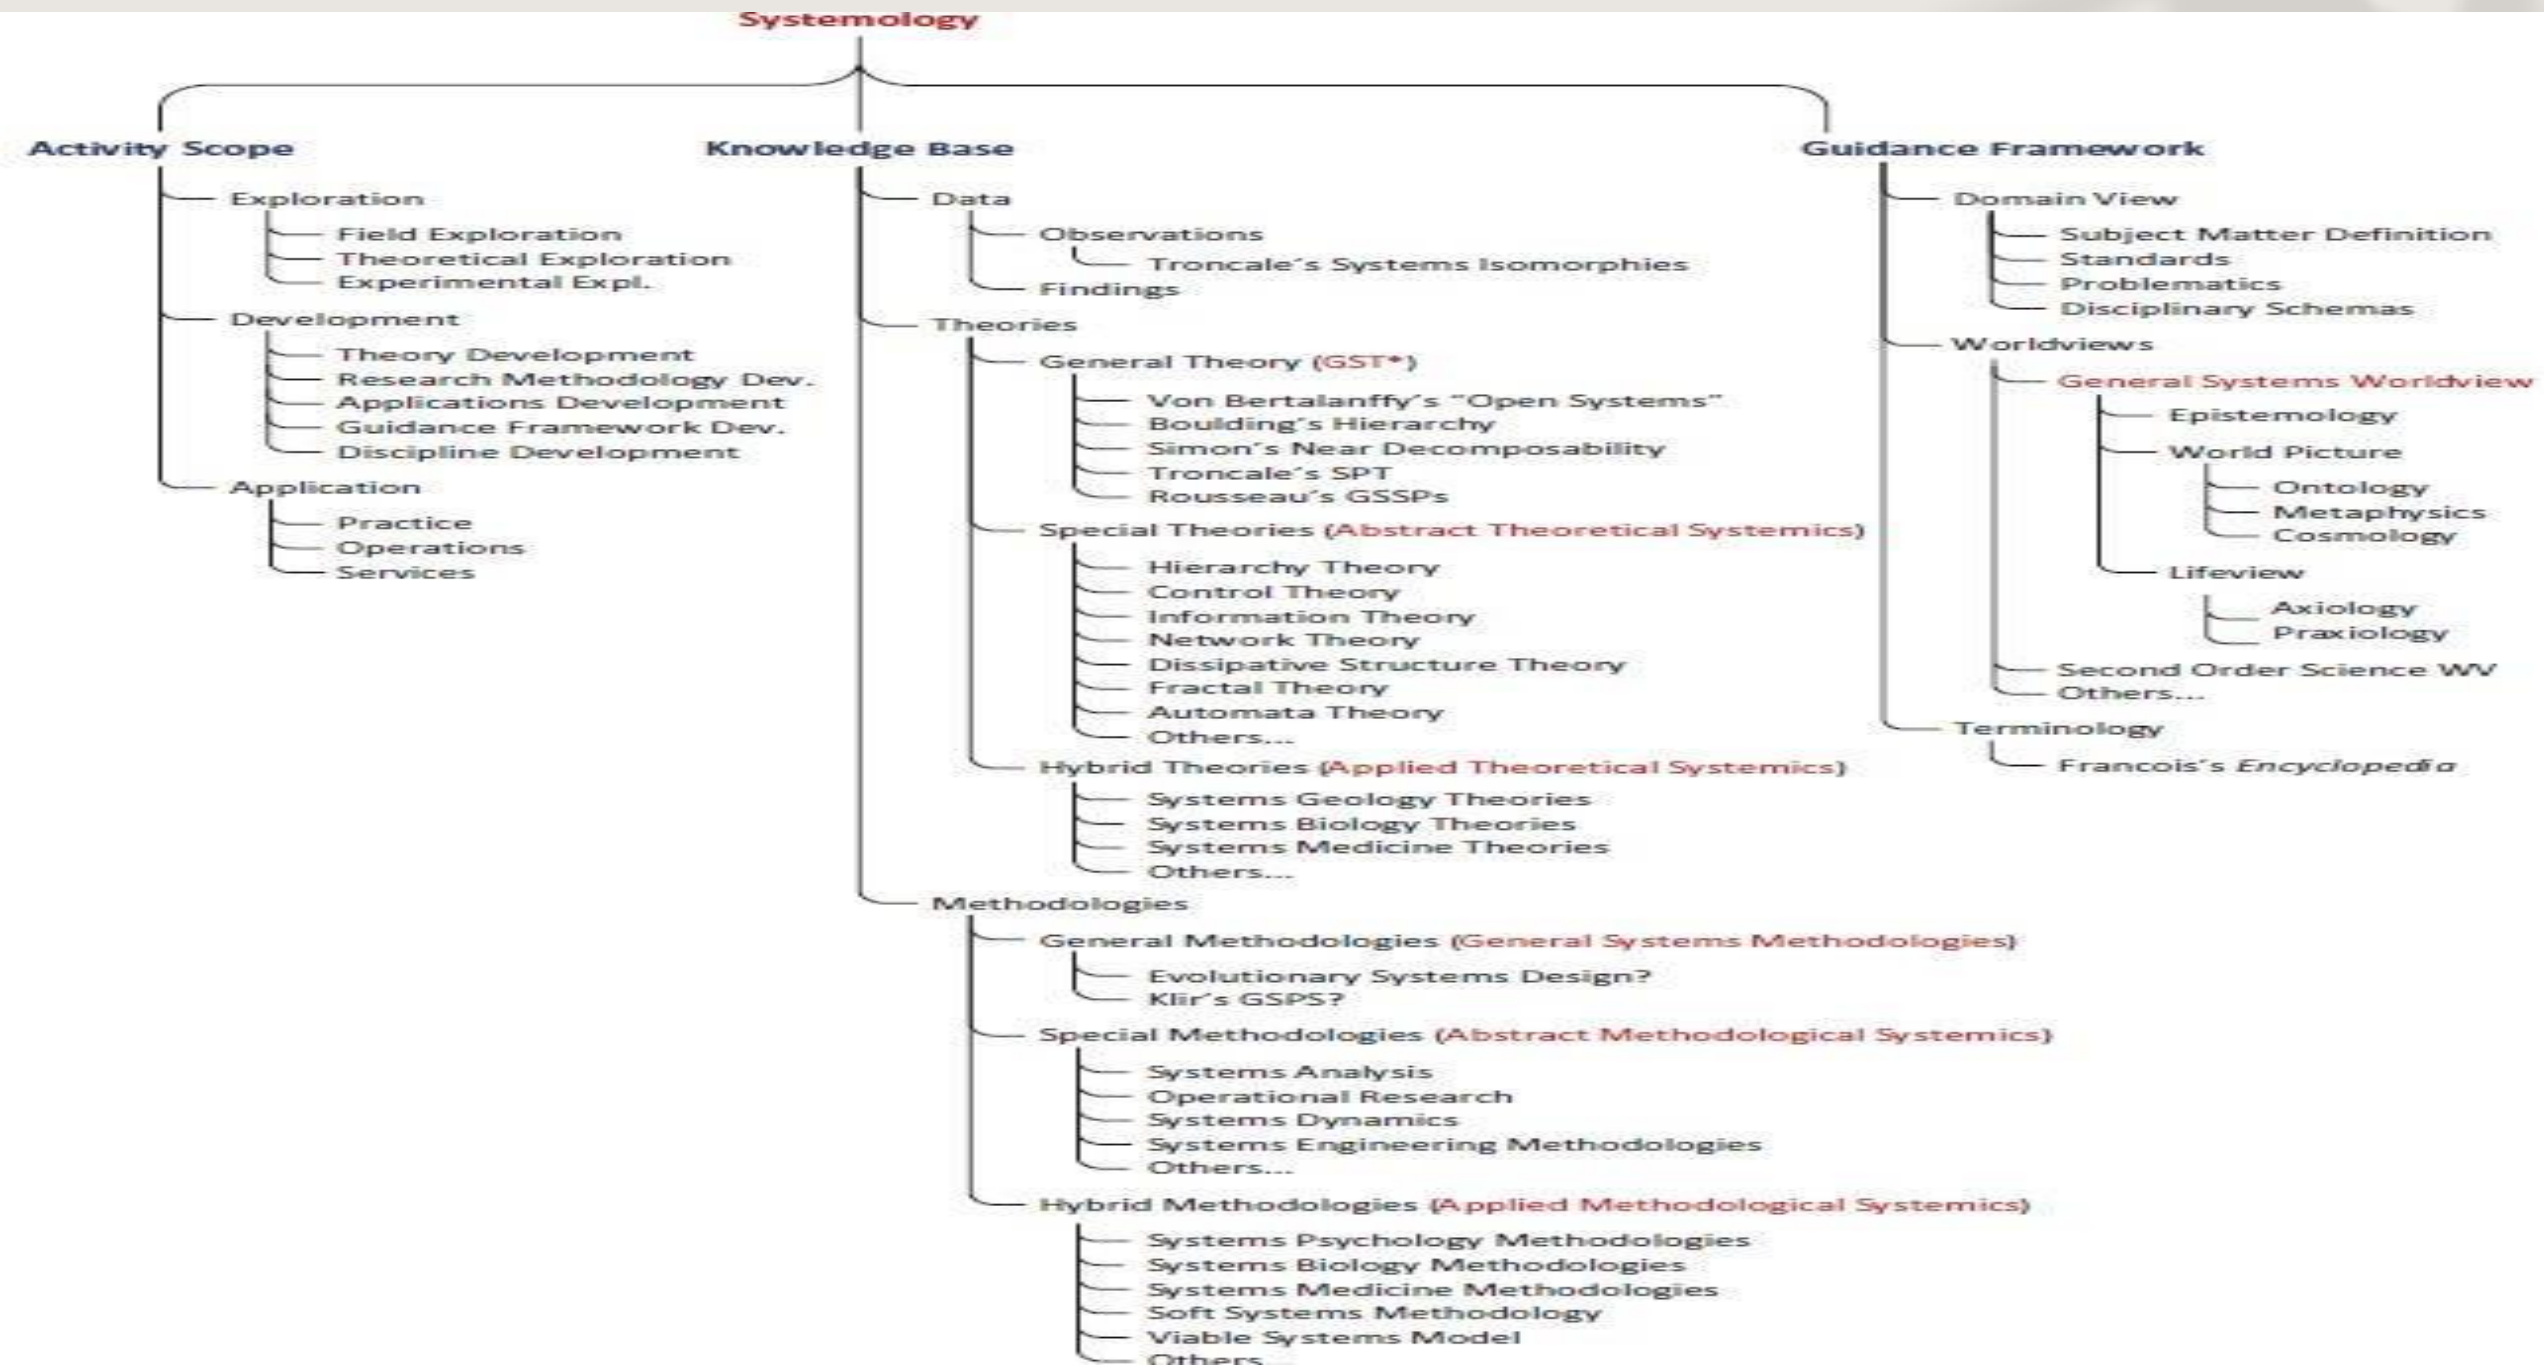 Systemology
Activity Scope
Exploration
Field Exploration
Theoretical Exploration
Experimental Expl.
Development
Theory Development
Research Methodology Dev.
Applications Development
Guidance Framework Dev.
Discipline Development
Application
Practice
Operations
Services
Knowledge Base
Data
Observations
Troncale's Systems Isomorphies
Findings
Theories
General Theory (GST*)
Von Bertalanffy's "Open Systems"
Boulding's Hierarchy
Simon's Near Decomposability
Troncale's SPT
Rousseau's GSSPs
Special Theories (Abstract Theoretical Systemics)
Hierarchy Theory
Control Theory
Information Theory
Network Theory
Dissipative Structure Theory
Fractal Theory
Automata Theory
Others...
Hybrid Theories (Applied Theoretical Systemics)
Systems Geology Theories
Systems Biology Theories
Systems Medicine Theories
Others...
Methodologies
General Methodologies (General Systems Methodologies)
Evolutionary Systems Design?
Klir's GSPS?
Special Methodologies (Abstract Methodological Systemics)
Systems Analysis
Operational Research
Systems Dynamics
Systems Engineering Methodologies
Others...
Hybrid Methodologies (Applied Methodological Systemics)
Systems Psychology Methodologies
Systems Biology Methodologies
Systems Medicine Methodologies
Soft Systems Methodology
Viable Systems Model
Others...
Guidance Framework
Domain View
Subject Matter Definition
Standards
Problematics
Disciplinary Schemas
Worldviews
General Systems Worldview
Epistemology
World Picture
Ontology
Metaphysics
Cosmology
Lifeview
Axiology
Praxiology
Second Order Science WV
Others...
Terminology
Francois's Encyclopedia